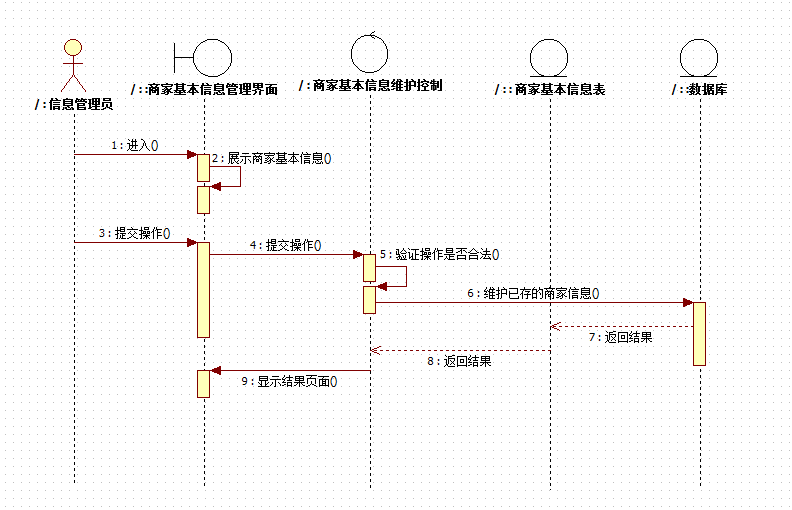 /:信息管理员
/::商家基本信息管理界面
/:商家基本信息维护控制
/::商家基本信息表
/::数据库
1:进入()
2:展示商家基本信息()
3:提交操作()
4:提交操作()
5:验证操作是否合法()
6:维护已存的商家信息()
7:返回结果
8:返回结果
9:显示结果页面()